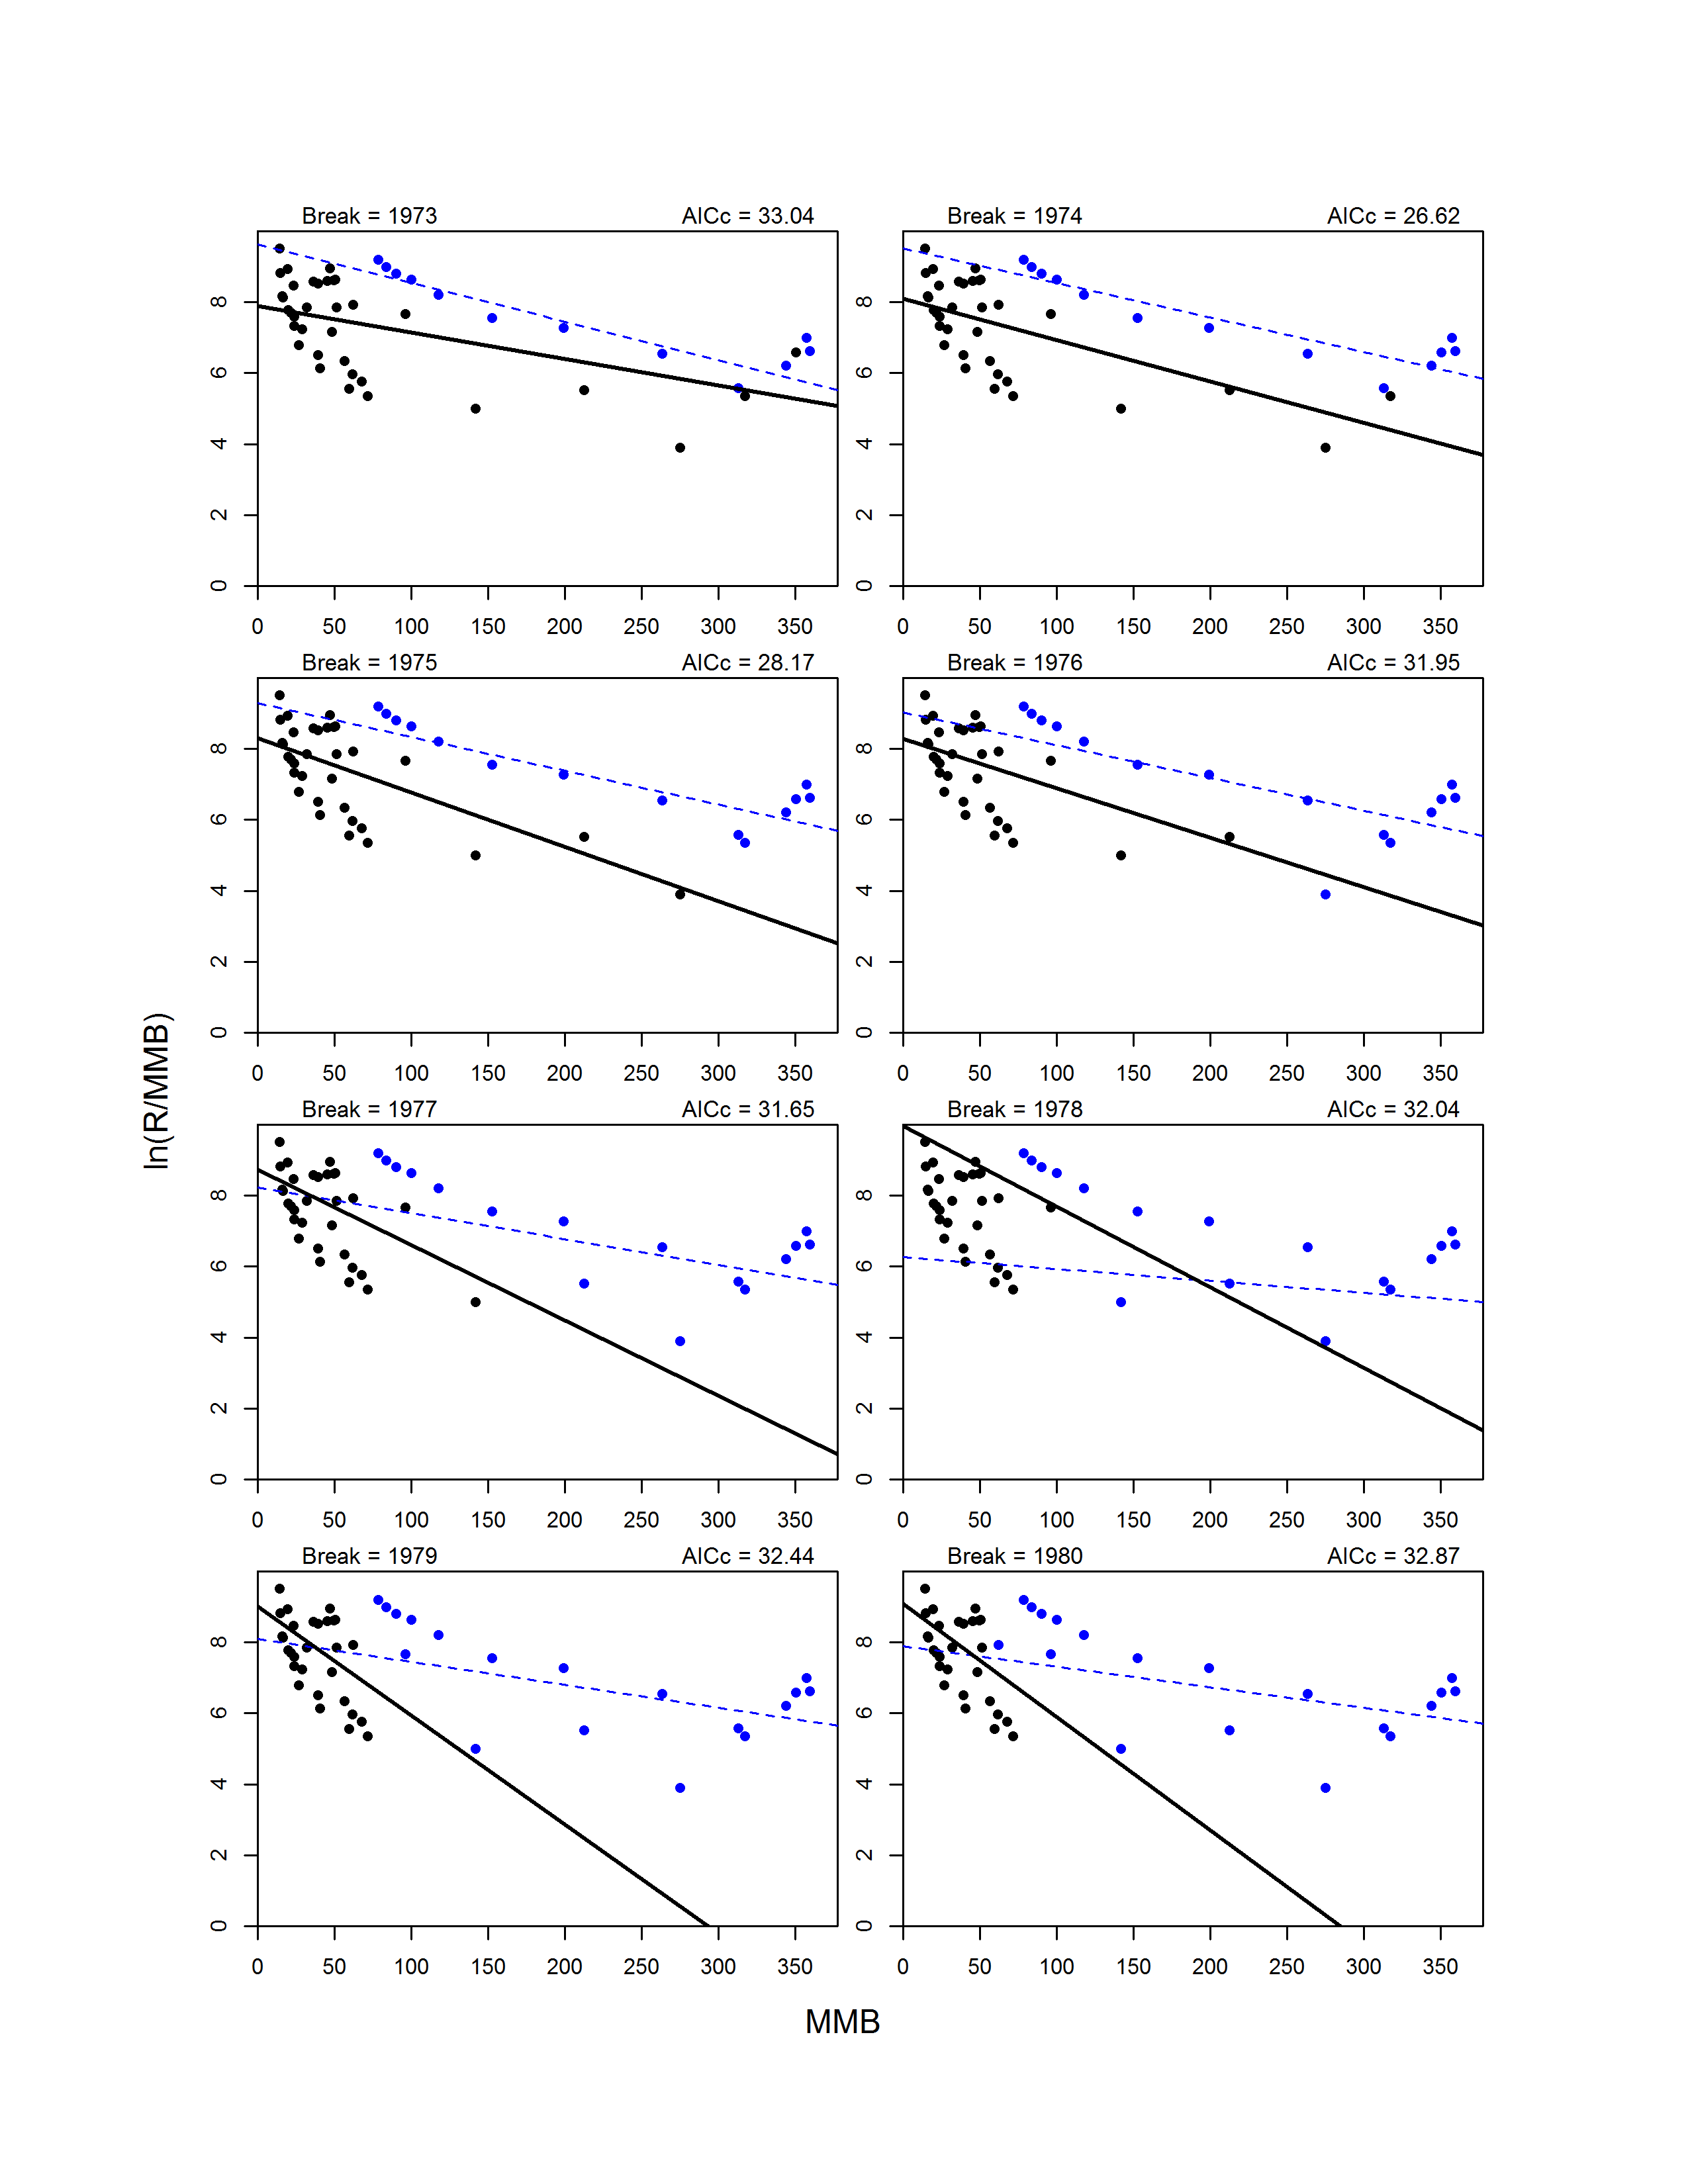 Break = 1973 AICc = 33.04 Break = 1974 AICc = 26.62
8 8
6 6
4 4
2 2
0 0
0 50 100 150 200 250 300 350 0 50 100 150 200 250 300 350
Break = 1975 AICc = 28.17 Break = 1976 AICc = 31.95
8 8
6 6
4 4
2 2
0 0
0 50 100 150 200 250 300 350 0 50 100 150 200 250 300 350
ln(R/MMB)
Break = 1977 AICc = 31.65 Break = 1978 AICc = 32.04
8 8
6 6
4 4
2 2
0 0
0 50 100 150 200 250 300 350 0 50 100 150 200 250 300 350
Break = 1979 AICc = 32.44 Break = 1980 AICc = 32.87
8 8
6 6
4 4
2 2
0 0
0 50 100 150 200 250 300 350 0 50 100 150 200 250 300 350
MMB